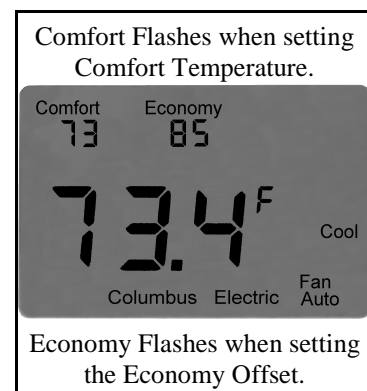 Comfort Flashes when setting
Comfort Temperature.
Comfort Economy
73 85
73.4 F
Cool
Fan
Columbus Electric Auto
Economy Flashes when setting
the Economy Offset.